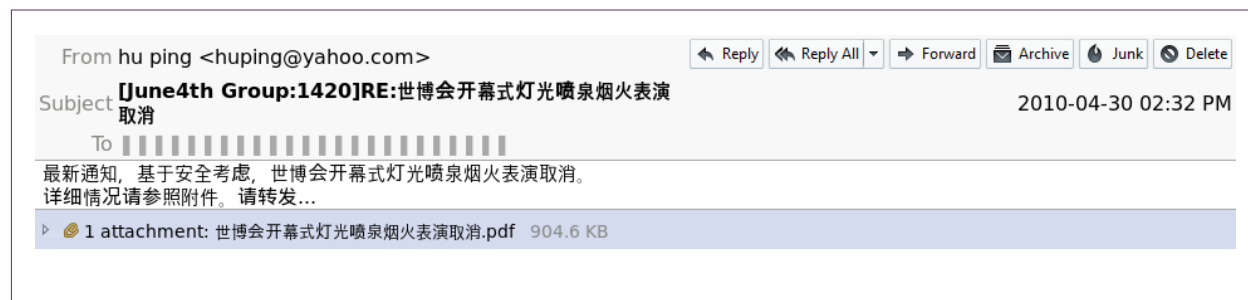 From hu ping <huping@yahoo.com> Reply Reply All Forward Archive Junk Delete
Subject [June4th Group:1420]RE:世博会开幕式灯光喷泉烟火表演
取消 2010-04-30 02:32 PM
To
最新通知，基于安全考虑，世博会开幕式灯光喷泉烟火表演取消。
详细情况请参照附件。请转发...
1 attachment: 世博会开幕式灯光喷泉烟火表演取消.pdf 904.6 KB